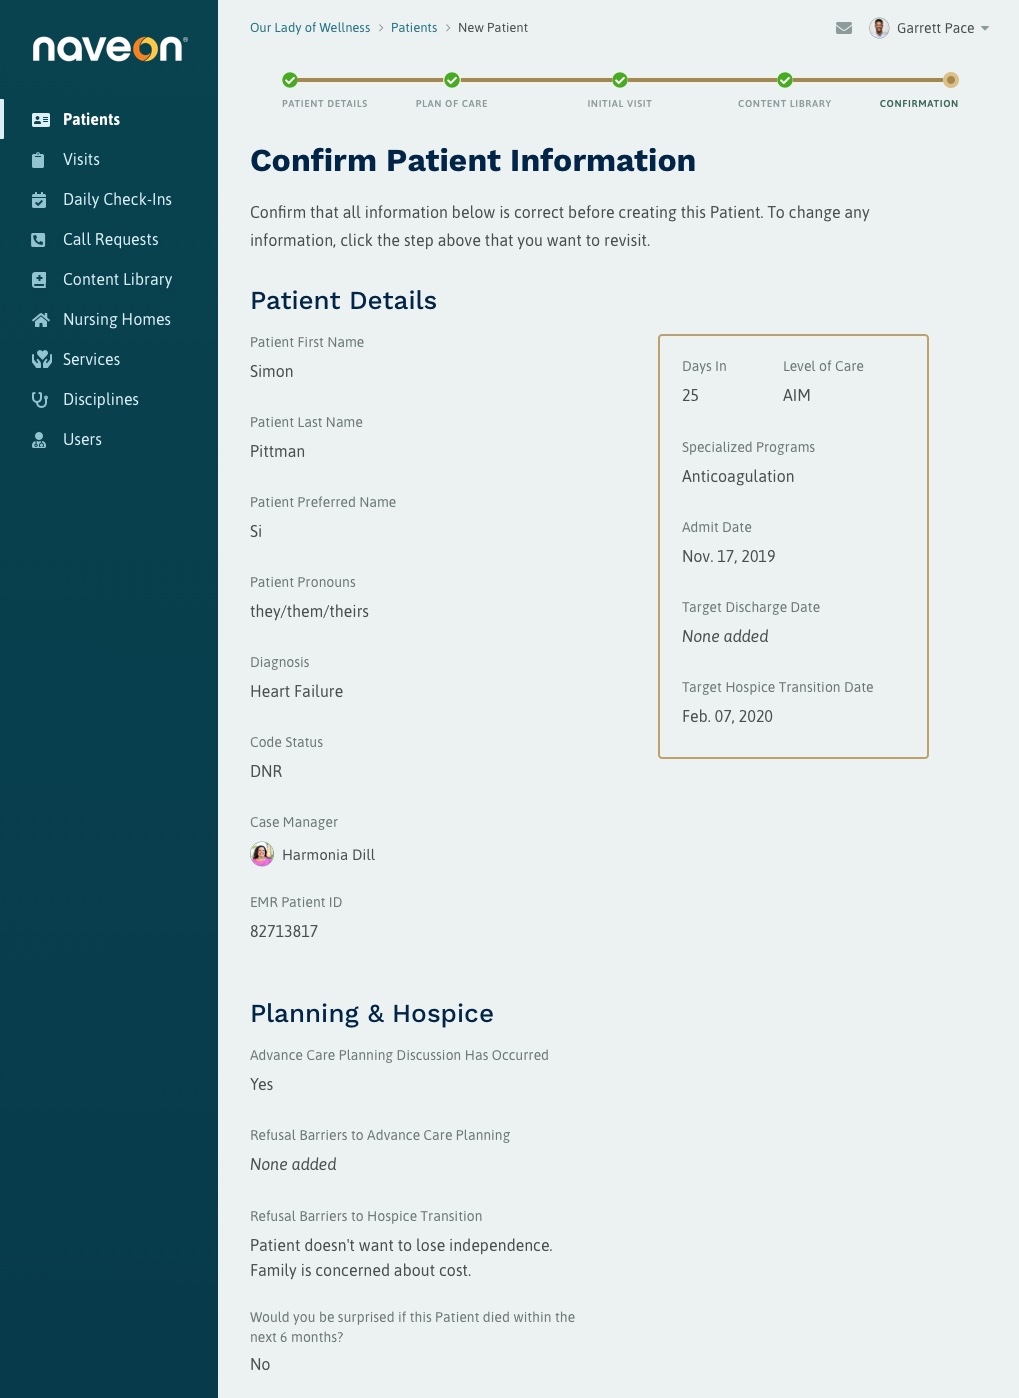 naveon®
Patients
Visits
Daily Check-Ins
Call Requests
Content Library
Nursing Homes
Services
Disciplines
Users
Our Lady of Wellness > Patients > New Patient
Garrett Pace
PATIENT DETAILS
PLAN OF CARE
INITIAL VISIT
CONTENT LIBRARY
CONFIRMATION
Confirm Patient Information
Confirm that all information below is correct before creating this Patient. To change any
information, click the step above that you want to revisit.
Patient Details
Patient First Name
Simon
Patient Last Name
Pittman
Patient Preferred Name
Si
Patient Pronouns
they/them/theirs
Diagnosis
Heart Failure
Code Status
DNR
Case Manager
Harmonia Dill
EMR Patient ID
82713817
Days In Level of Care
25 AIM
Specialized Programs
Anticoagulation
Admit Date
Nov. 17, 2019
Target Discharge Date
None added
Target Hospice Transition Date
Feb. 07, 2020
Planning & Hospice
Advance Care Planning Discussion Has Occurred
Yes
Refusal Barriers to Advance Care Planning
None added
Refusal Barriers to Hospice Transition
Patient doesn't want to lose independence.
Family is concerned about cost.
Would you be surprised if this Patient died within the
next 6 months?
No